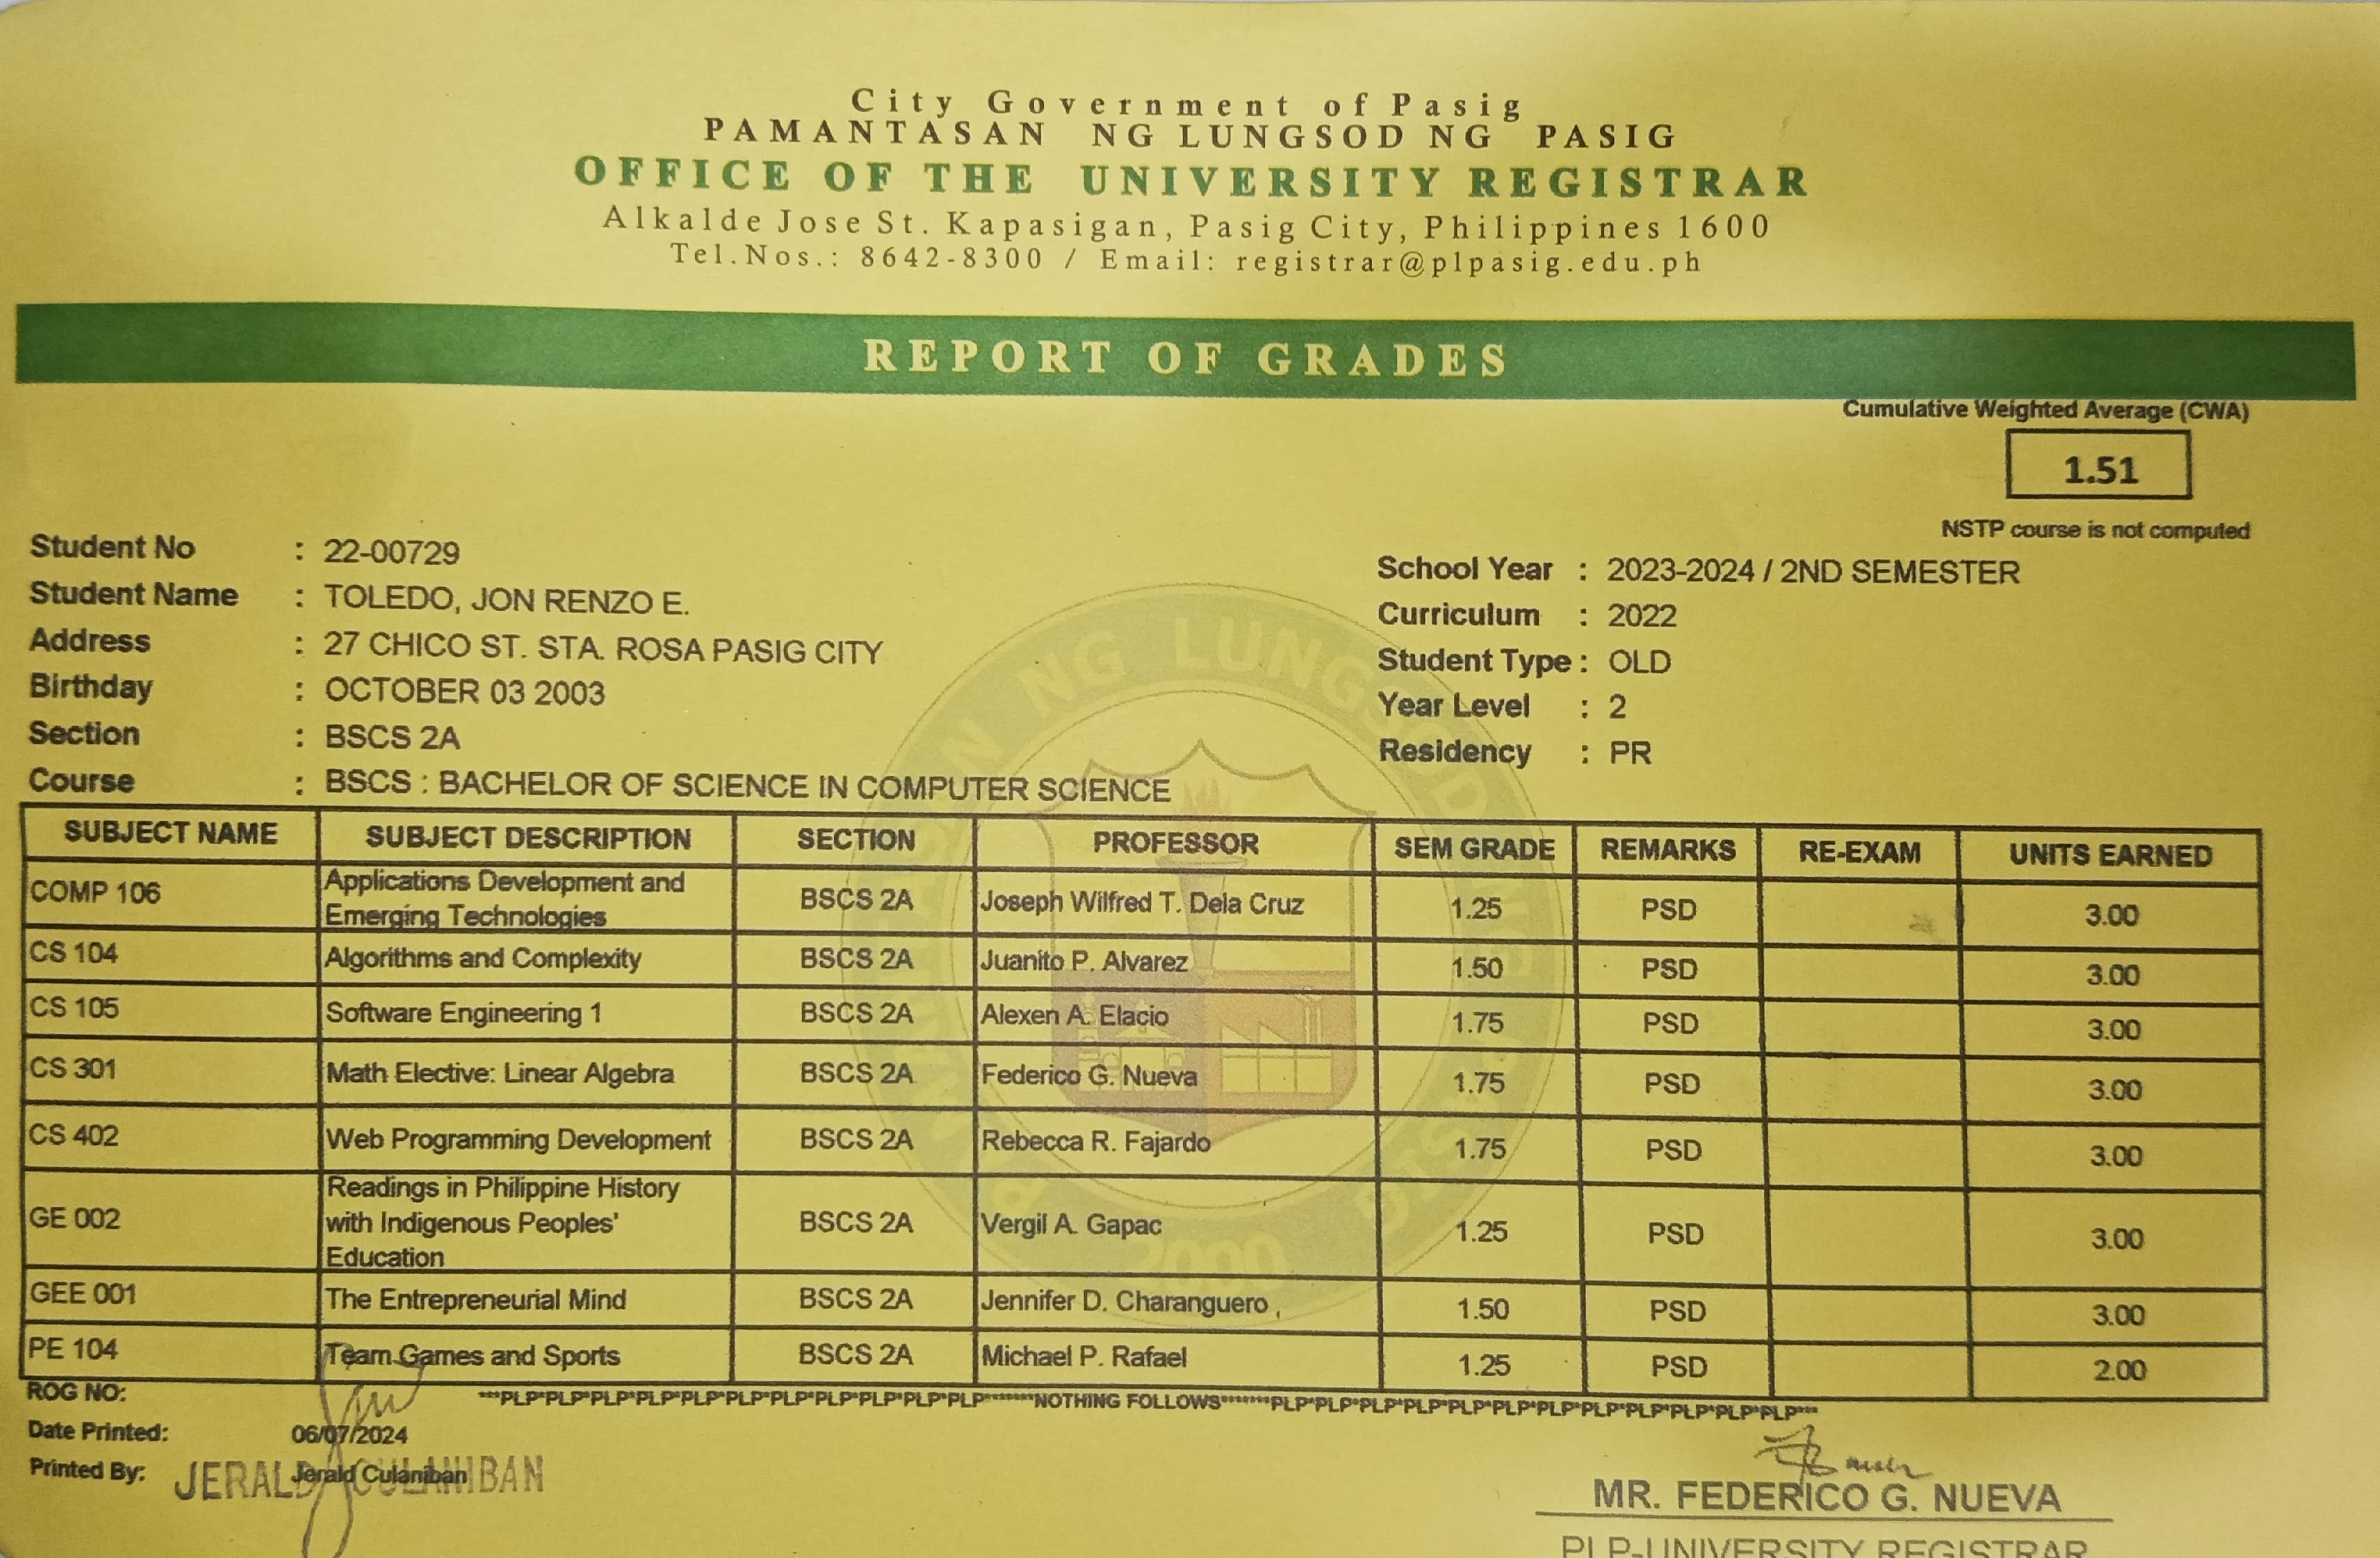 City Government of Pasig
PAMANTASAN NG LUNGSOD NG PASIG
OFFICE OF THE UNIVERSITY REGISTRAR
Alkalde Jose St. Kapasigan, Pasig City, Philippines 1600
Tel.Nos.: 8642-8300 / Email: registrar@plpasig.edu.ph
REPORT OF GRADES
Cumulative Weighted Average (CWA)
1.51
NSTP course is not computed
Student No : 22-00729
Student Name : TOLEDO, JON RENZO E.
Address : 27 CHICO ST. STA. ROSA PASIG CITY
Birthday : OCTOBER 03 2003
Section : BSCS 2A
Course : BSCS : BACHELOR OF SCIENCE IN COMPUTER SCIENCE
School Year : 2023-2024 / 2ND SEMESTER
Curriculum : 2022
Student Type : OLD
Year Level : 2
Residency : PR
SUBJECT NAME SUBJECT DESCRIPTION SECTION PROFESSOR SEM GRADE REMARKS RE-EXAM UNITS EARNED
COMP 106 Applications Development and Emerging Technologies BSCS 2A Joseph Wilfred T. Dela Cruz 1.25 PSD 3.00
CS 104 Algorithms and Complexity BSCS 2A Juanito P. Alvarez 1.50 PSD 3.00
CS 105 Software Engineering 1 BSCS 2A Alexen A. Elacio 1.75 PSD 3.00
CS 301 Math Elective: Linear Algebra BSCS 2A Federico G. Nueva 1.75 PSD 3.00
CS 402 Web Programming Development BSCS 2A Rebecca R. Fajardo 1.75 PSD 3.00
GE 002 Readings in Philippine History with Indigenous Peoples' Education BSCS 2A Vergil A. Gapac 1.25 PSD 3.00
GEE 001 The Entrepreneurial Mind BSCS 2A Jennifer D. Charanguero 1.50 PSD 3.00
PE 104 Team Games and Sports BSCS 2A Michael P. Rafael 1.25 PSD 2.00
ROG NO:
***PLP*PLP*PLP*PLP*PLP*PLP*PLP*PLP*PLP*PLP*PLP*******NOTHING FOLLOWS*******PLP*PLP*PLP*PLP*PLP*PLP*PLP*PLP*PLP*PLP*PLP*PLP***
Date Printed: 06/07/2024
Printed By: Jerald Culaniban
JERALD CULANIBAN
MR. FEDERICO G. NUEVA
PLP-UNIVERSITY REGISTRAR